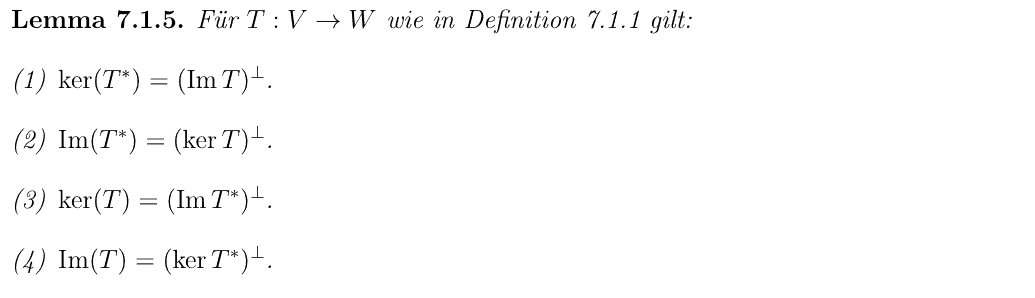 Lemma 7.1.5. Für T : V → W wie in Definition 7.1.1 gilt:
(1) ker(T*) = (Im T)⊥.
(2) Im(T*) = (ker T)⊥.
(3) ker(T) = (Im T*)⊥.
(4) Im(T) = (ker T*)⊥.